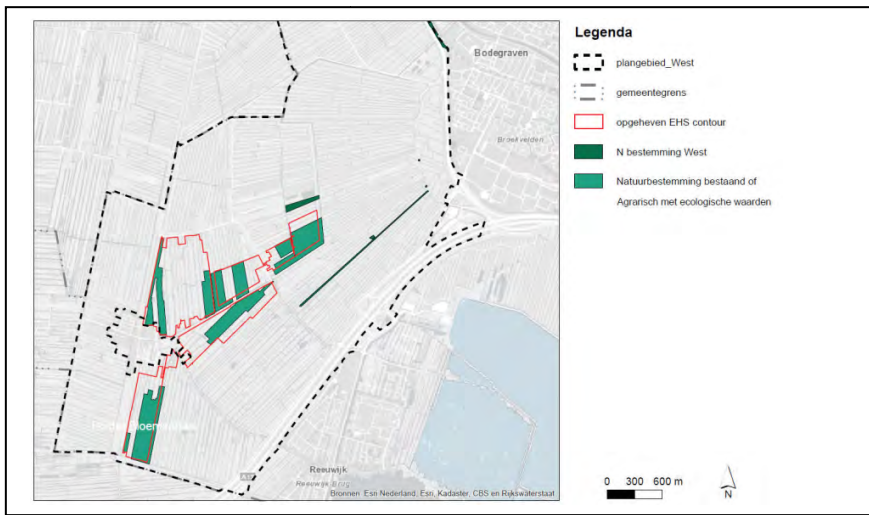 Bodegraven
Broekvelden
Reeuwijk
Reeuwijk Brug
Bronnen: Esri Nederland, Esri, Kadaster, CBS en Rijkswaterstaat
Legenda
plangebied_West
gemeentegrens
opgeheven EHS contour
N bestemming West
Natuurbestemming bestaand of
Agrarisch met ecologische waarden
0 300 600 m
N